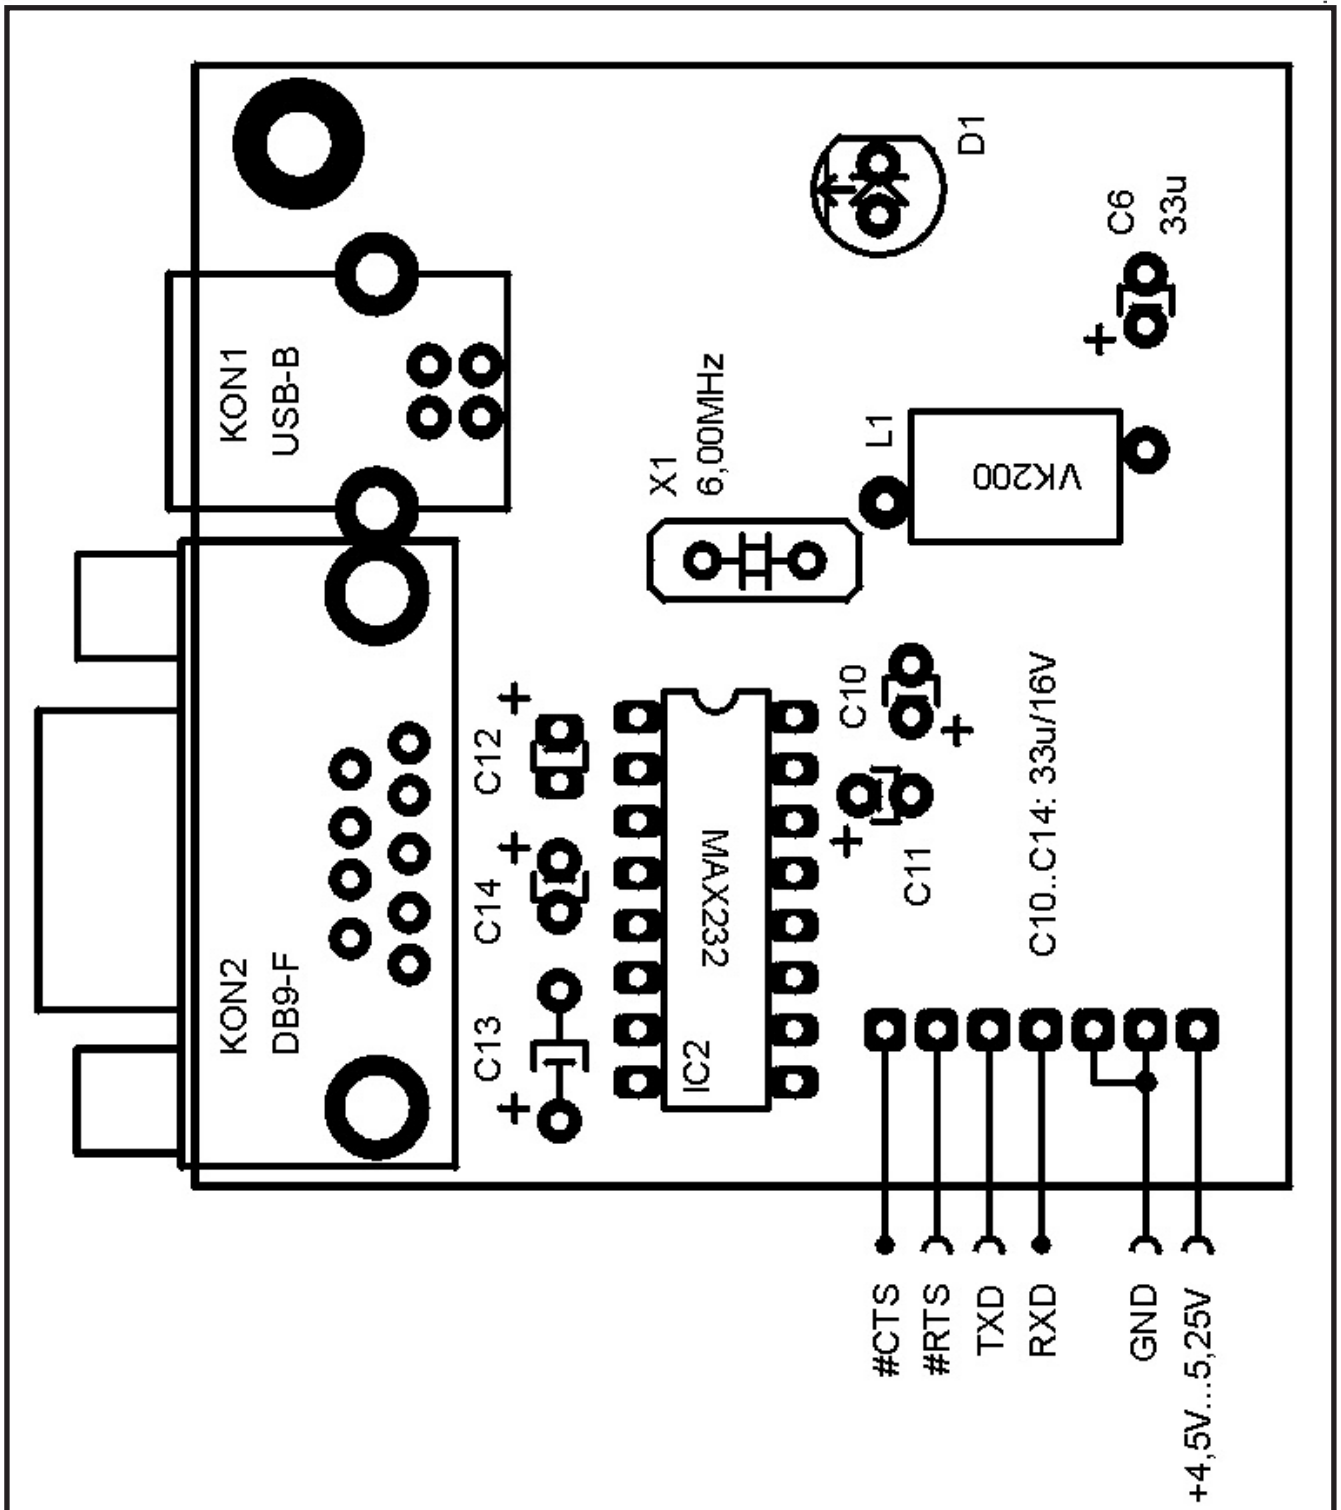 D1
C6
33u
KON1
USB-B
X1
6,00MHz
L1
VK200
C10
C12
+
+
+
C14
+
+
MAX232
C11
C10..C14: 33u/16V
KON2
DB9-F
C13
+
IC2
#CTS
#RTS
TXD
RXD
GND
+4,5V...5,25V